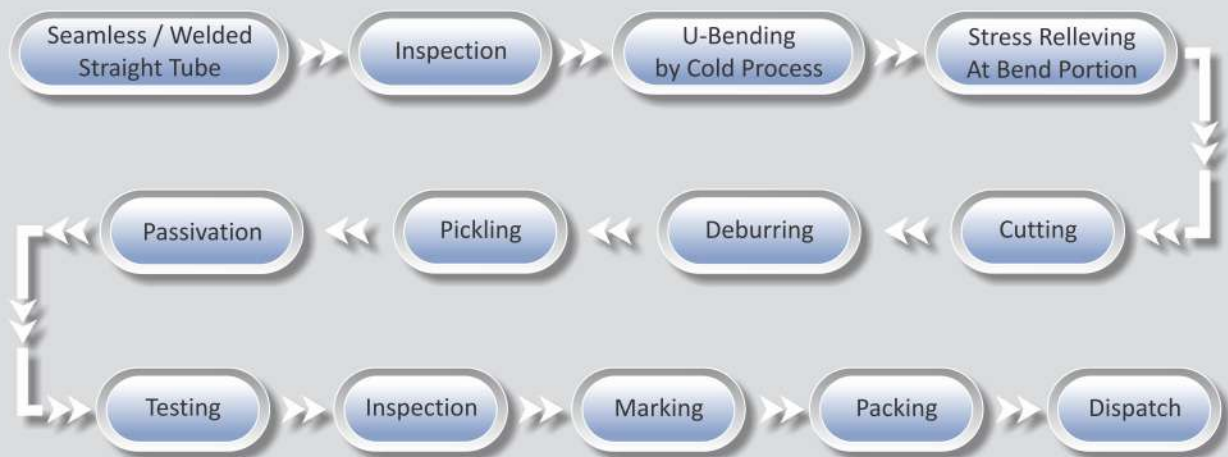 Seamless / Welded
Straight Tube
Inspection
U-Bending
by Cold Process
Stress Relleving
At Bend Portion
Cutting
Deburring
Pickling
Passivation
Testing
Inspection
Marking
Packing
Dispatch